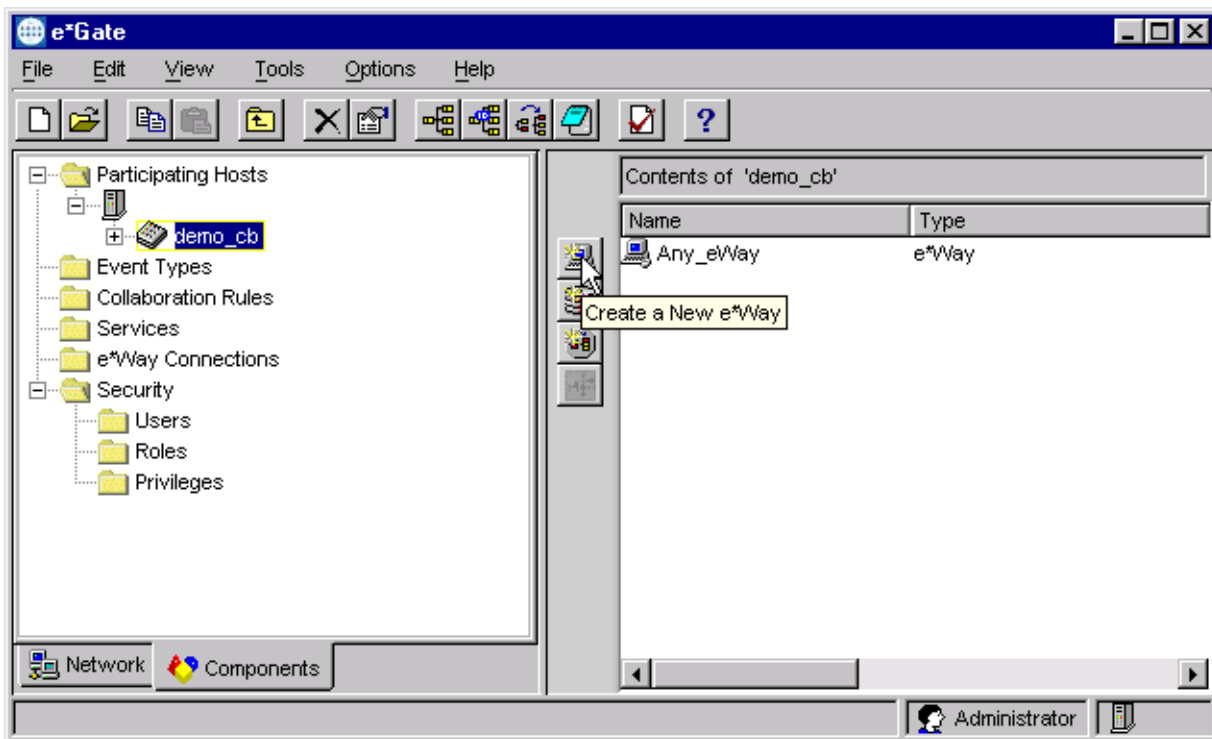 e*Gate
File Edit View Tools Options Help
Participating Hosts
demo_cb
Event Types
Collaboration Rules
Services
e*Way Connections
Security
Users
Roles
Privileges
Network Components
Contents of 'demo_cb'
Name Type
Any_eWay e*Way
Create a New e*Way
Administrator